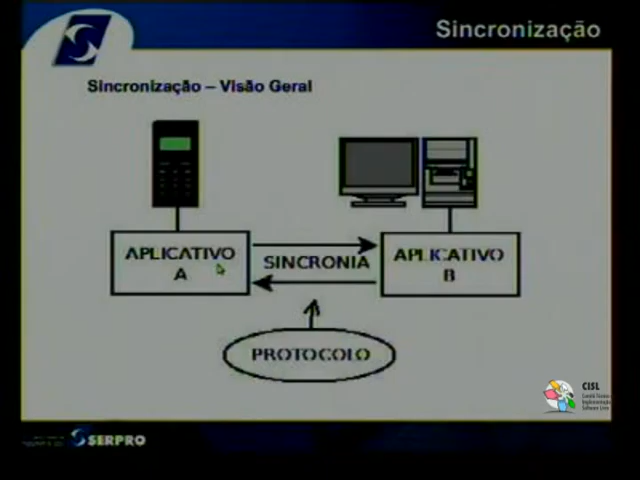 Sincronização
Sincronização – Visão Geral
APLICATIVO
A
SINCRONIA
APLICATIVO
B
PROTOCOLO
CISL
SERPRO